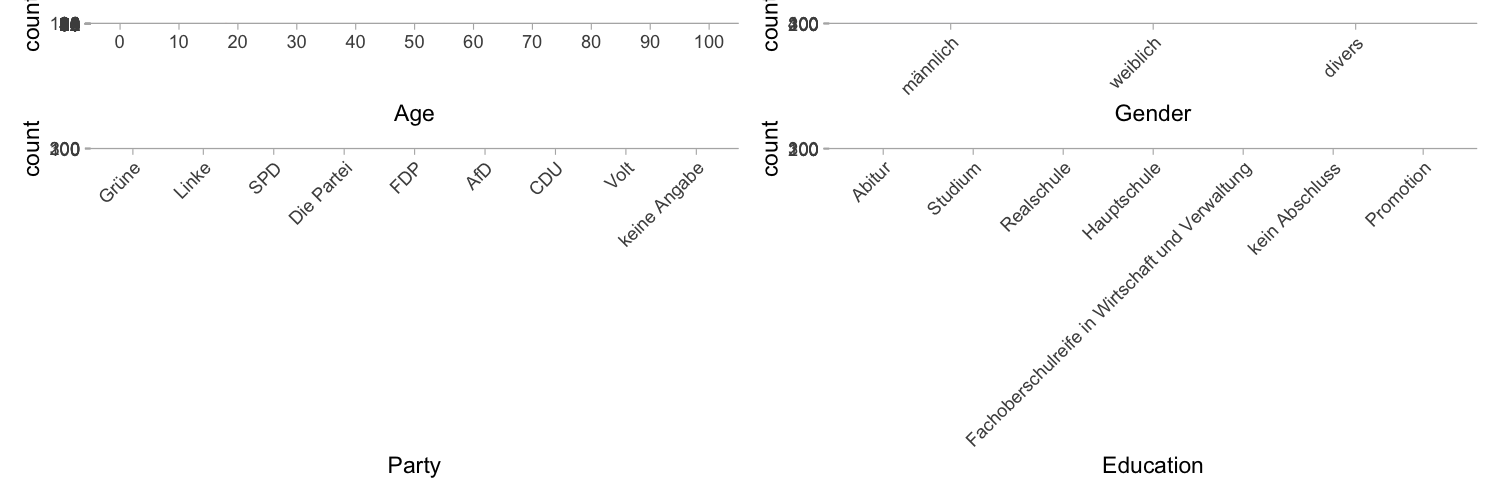 count
0 10 20 30 40 50 60 70 80 90 100
Age
count
männlich weiblich divers
Gender
count
Grüne Linke SPD Die Partei FDP AfD CDU Volt keine Angabe
Party
count
Abitur Studium Realschule Hauptschule Fachoberschulreife in Wirtschaft und Verwaltung kein Abschluss Promotion
Education